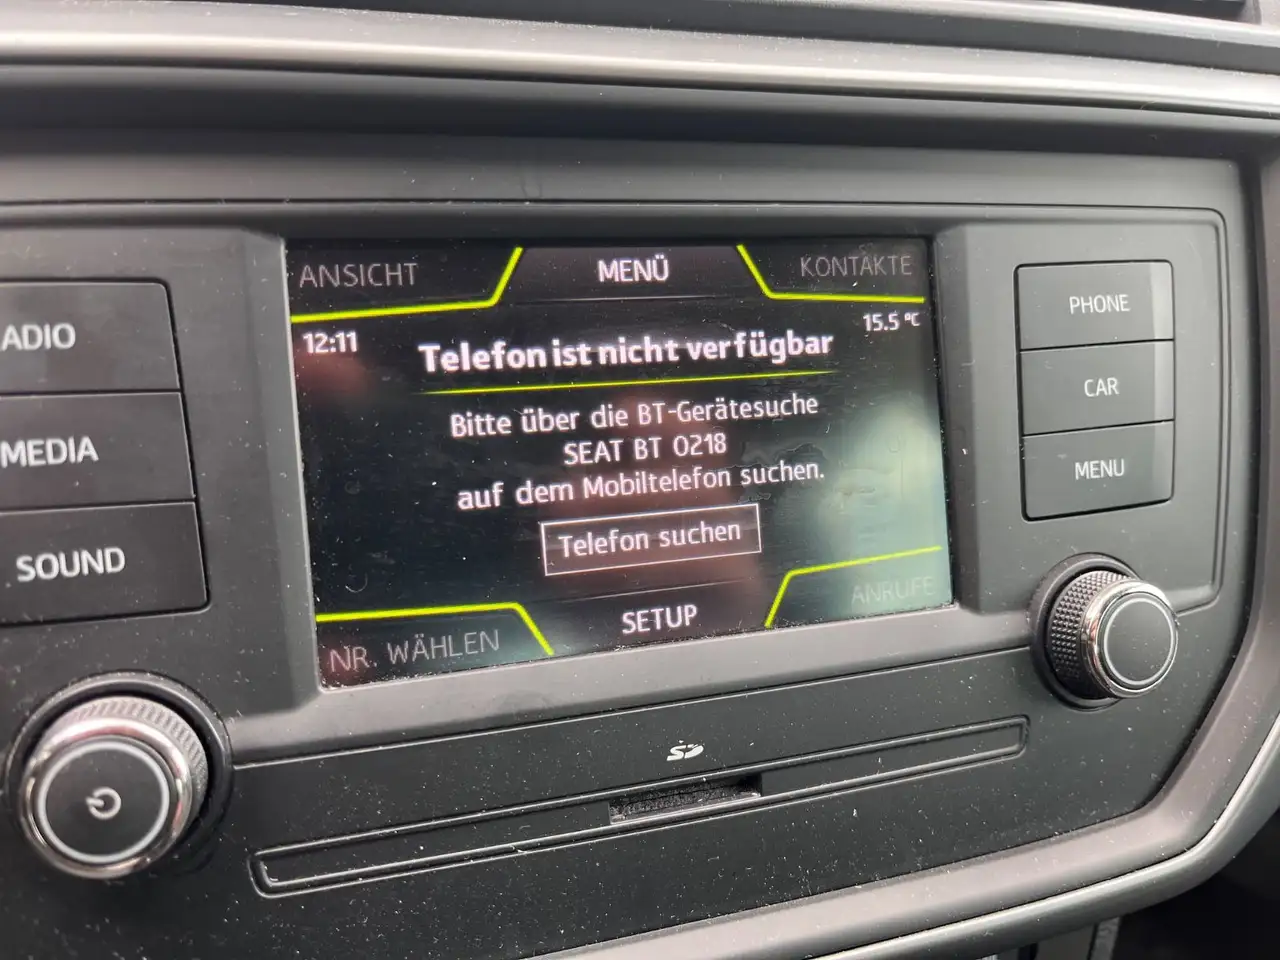 ANSICHT
MENÜ
KONTAKTE
12:11
15.5 °C
Telefon ist nicht verfügbar
Bitte über die BT-Gerätesuche
SEAT BT 0218
auf dem Mobiltelefon suchen.
Telefon suchen
NR. WÄHLEN
SETUP
ANRUFE
ADIO
MEDIA
SOUND
PHONE
CAR
MENU
SD